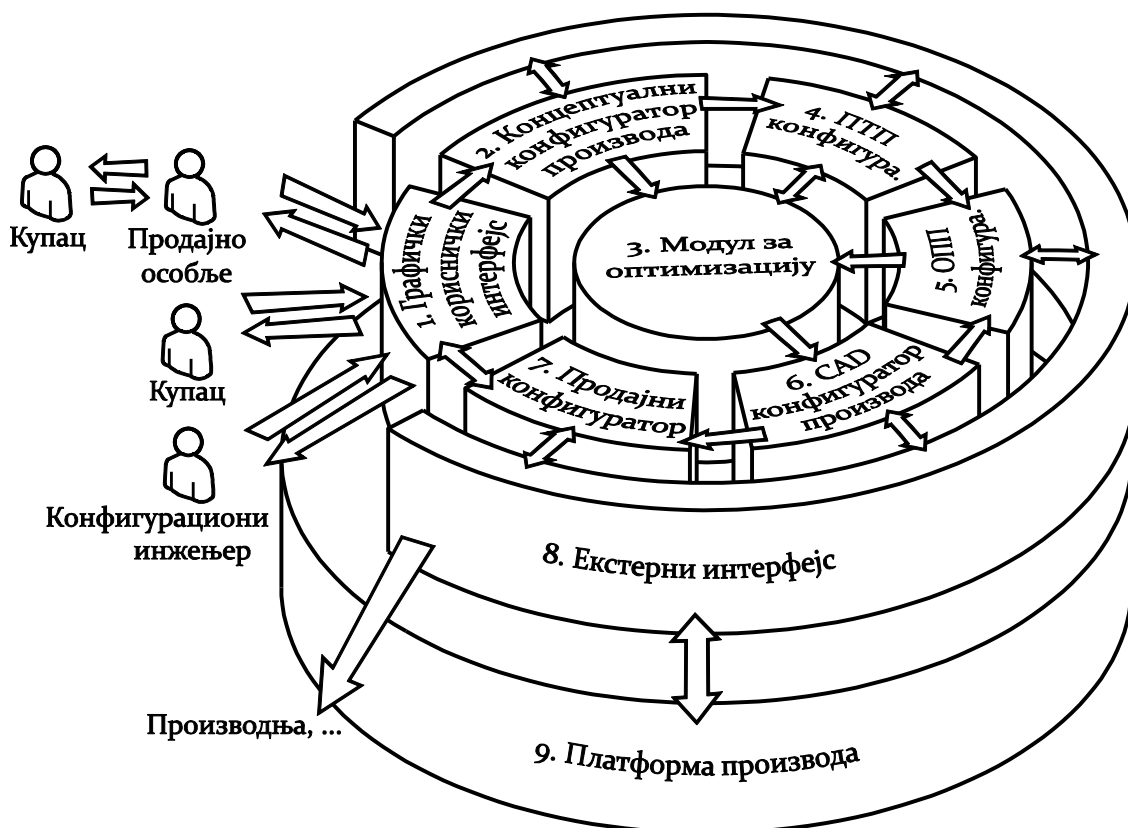 2. Концептуални
конфигуратор
производа
4. ПТП
конфигура.
Купац
Продајно
особље
1. Графички
кориснички
интерфејс
3. Модул за
оптимизацију
5. ОШП
конфигура.
Купац
7. Продајни
конфигуратор
6. CAD
конфигуратор
производа
Конфигурациони
инжењер
8. Екстерни интерфејс
Производња, ...
9. Платформа производа